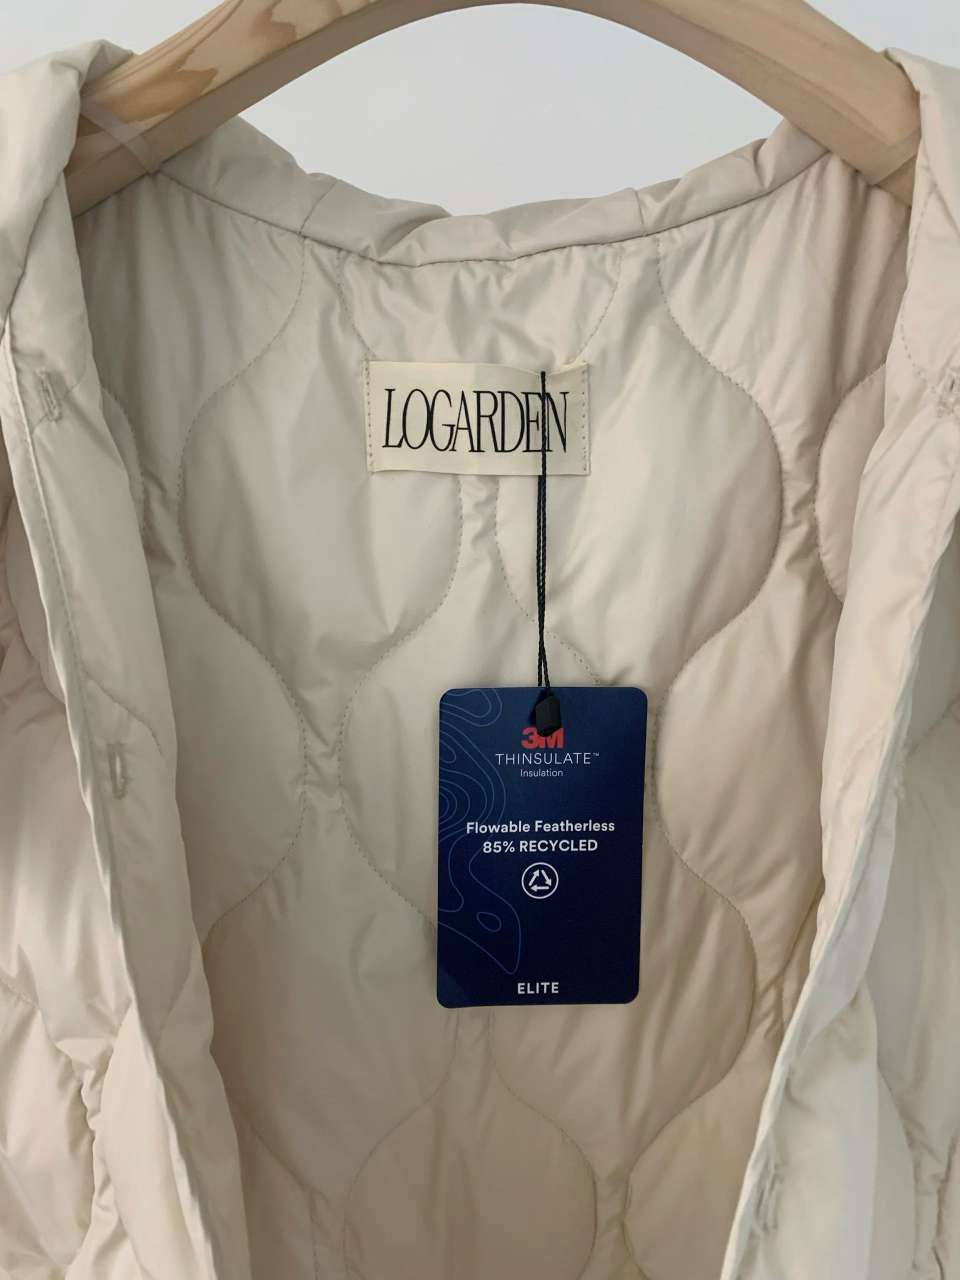 LOGARDEN
3M
THINSULATE™
Insulation
Flowable Featherless
85% RECYCLED
ELITE